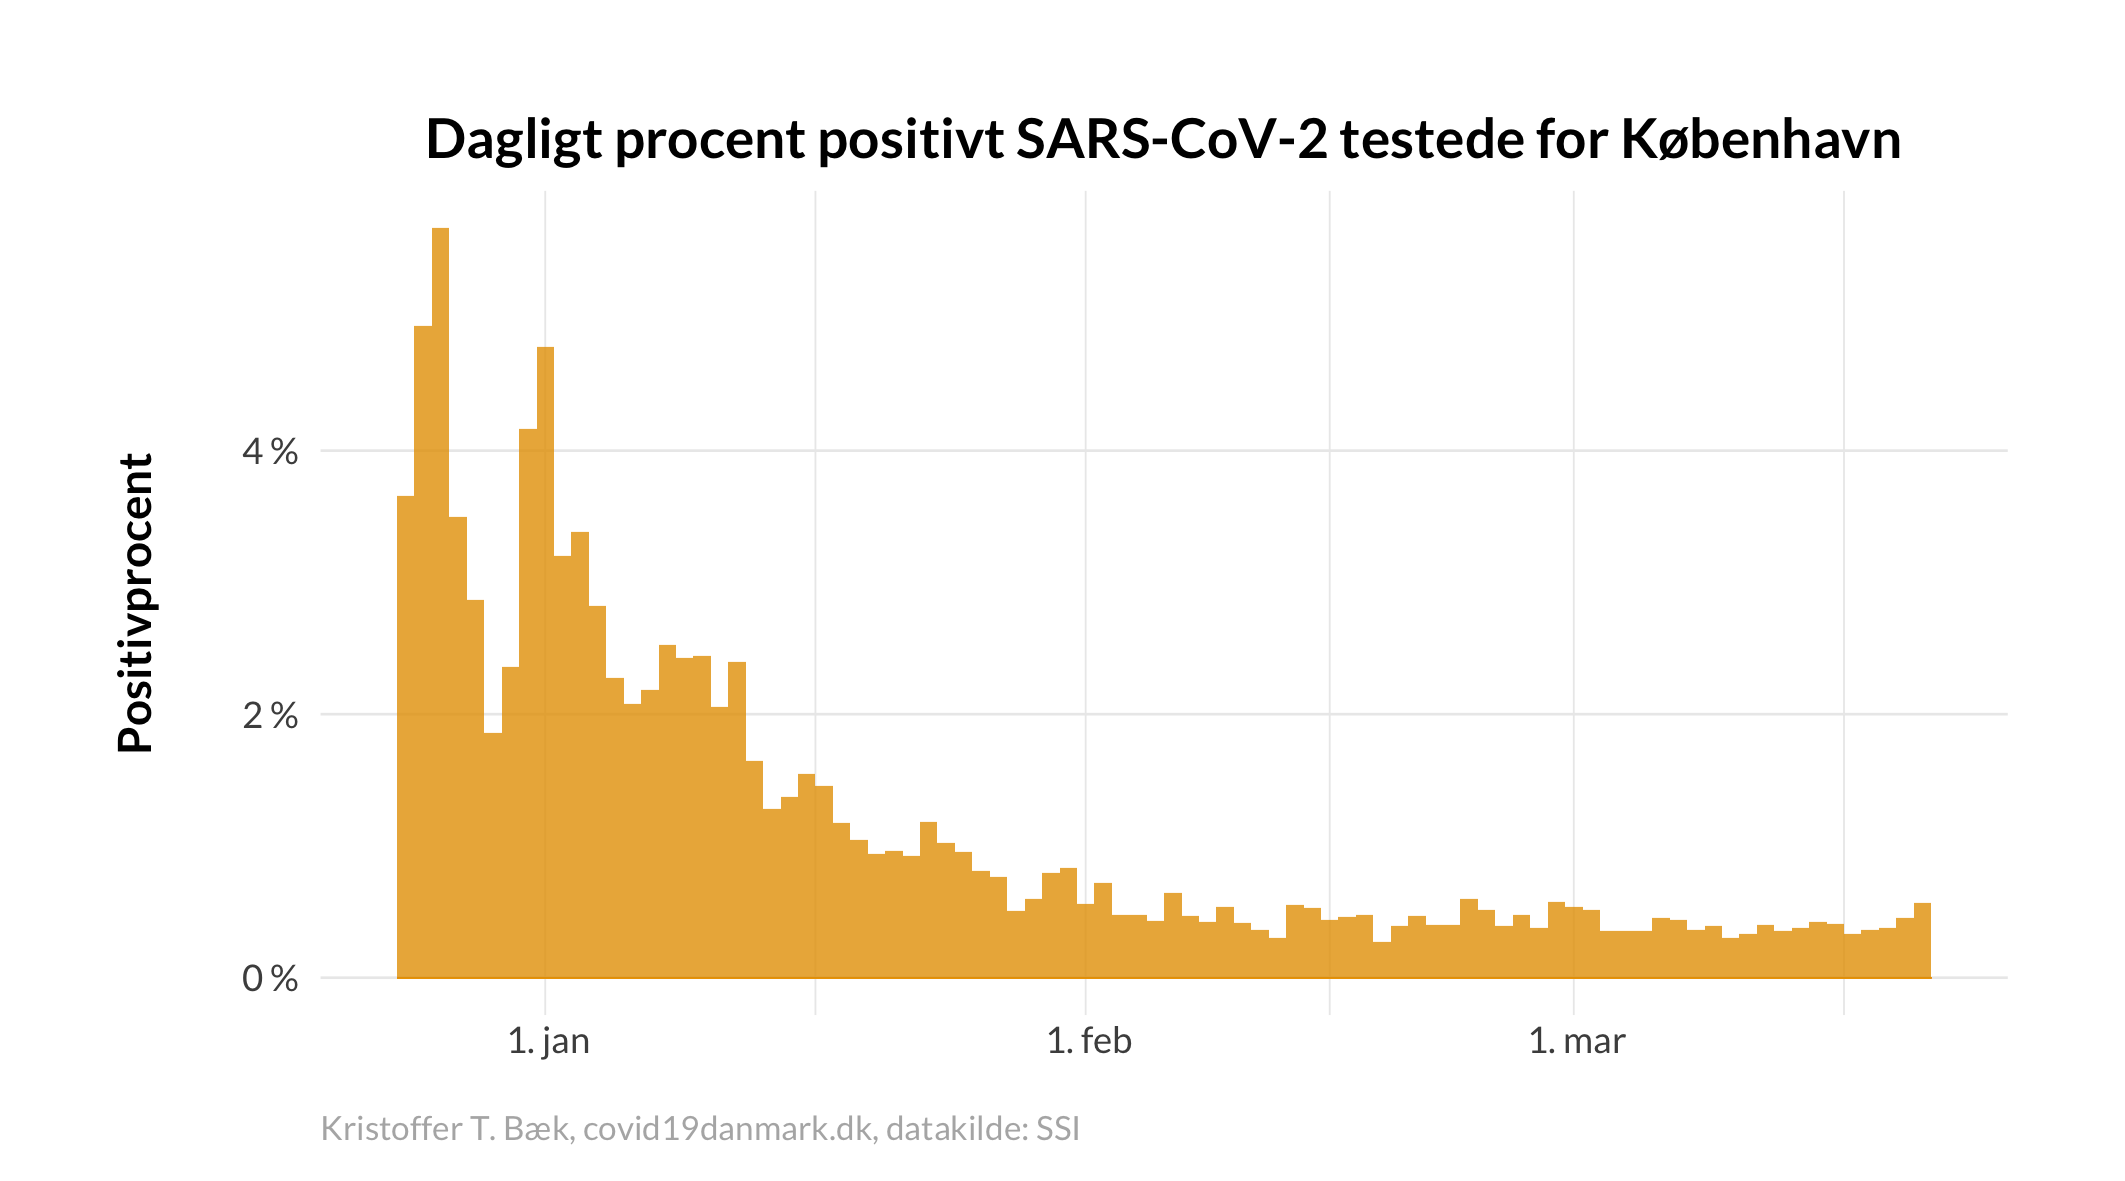 Dagligt procent positivt SARS-CoV-2 testede for København
Positivprocent
4 %
2 %
0 %
1. jan
1. feb
1. mar
Kristoffer T. Bæk, covid19danmark.dk, datakilde: SSI